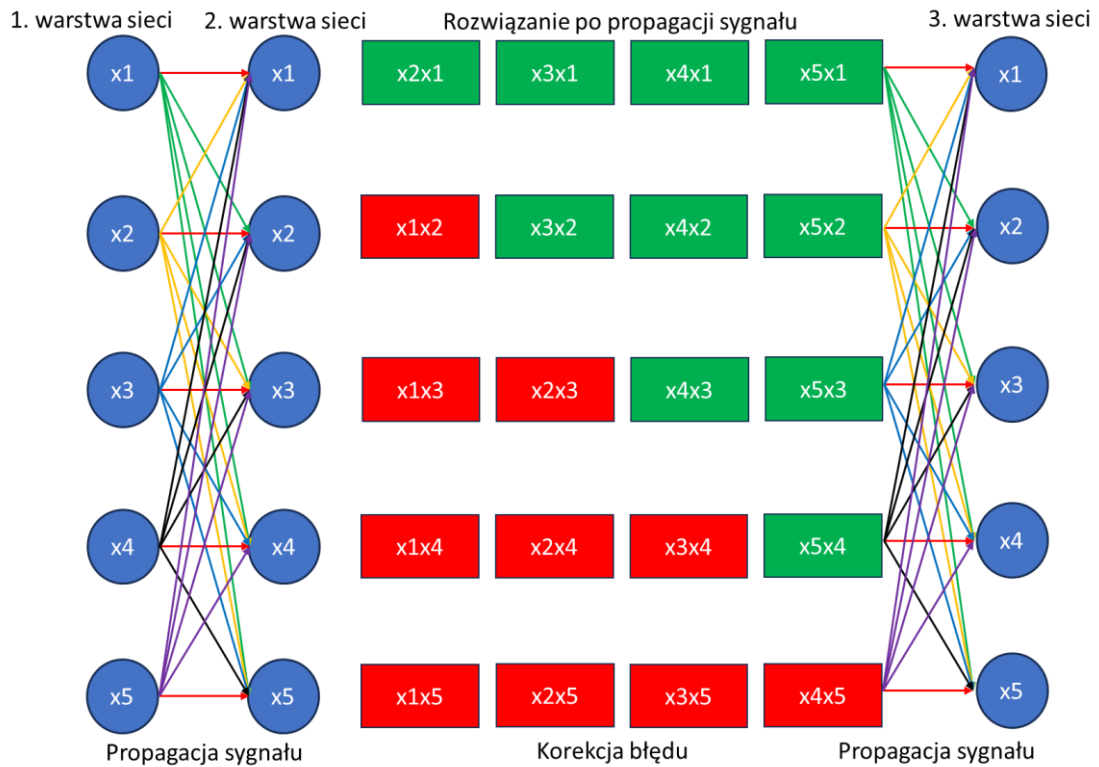 1. warstwa sieci 2. warstwa sieci Rozwiązanie po propagacji sygnału 3. warstwa sieci
x1 x1 x2x1 x3x1 x4x1 x5x1 x1
x2 x2 x1x2 x3x2 x4x2 x5x2 x2
x3 x3 x1x3 x2x3 x4x3 x5x3 x3
x4 x4 x1x4 x2x4 x3x4 x5x4 x4
x5 x5 x1x5 x2x5 x3x5 x4x5 x5
Propagacja sygnału Korekcja błędu Propagacja sygnału